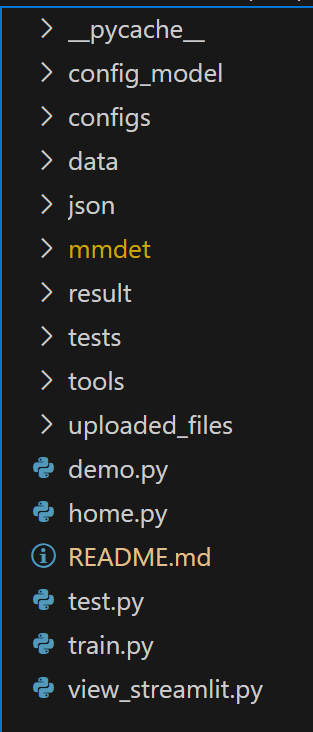 __pycache__
config_model
configs
data
json
mmdet
result
tests
tools
uploaded_files
demo.py
home.py
README.md
test.py
train.py
view_streamlit.py